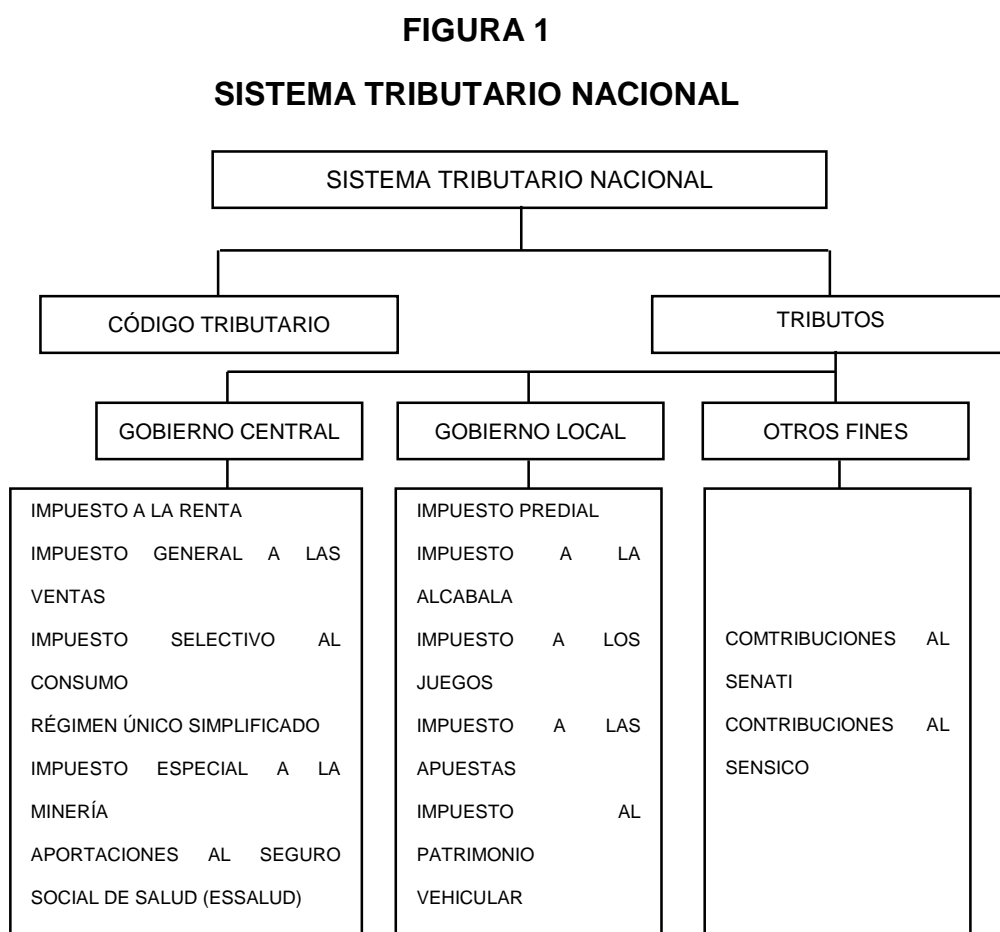 FIGURA 1
SISTEMA TRIBUTARIO NACIONAL
SISTEMA TRIBUTARIO NACIONAL
CÓDIGO TRIBUTARIO
TRIBUTOS
GOBIERNO CENTRAL
GOBIERNO LOCAL
OTROS FINES
IMPUESTO A LA RENTA
IMPUESTO GENERAL A LAS
VENTAS
IMPUESTO SELECTIVO AL
CONSUMO
RÉGIMEN ÚNICO SIMPLIFICADO
IMPUESTO ESPECIAL A LA
MINERÍA
APORTACIONES AL SEGURO
SOCIAL DE SALUD (ESSALUD)
IMPUESTO PREDIAL
IMPUESTO A LA
ALCABALA
IMPUESTO A LOS
JUEGOS
IMPUESTO A LAS
APUESTAS
IMPUESTO AL
PATRIMONIO
VEHICULAR
COMTRIBUCIONES AL
SENATI
CONTRIBUCIONES AL
SENSICO